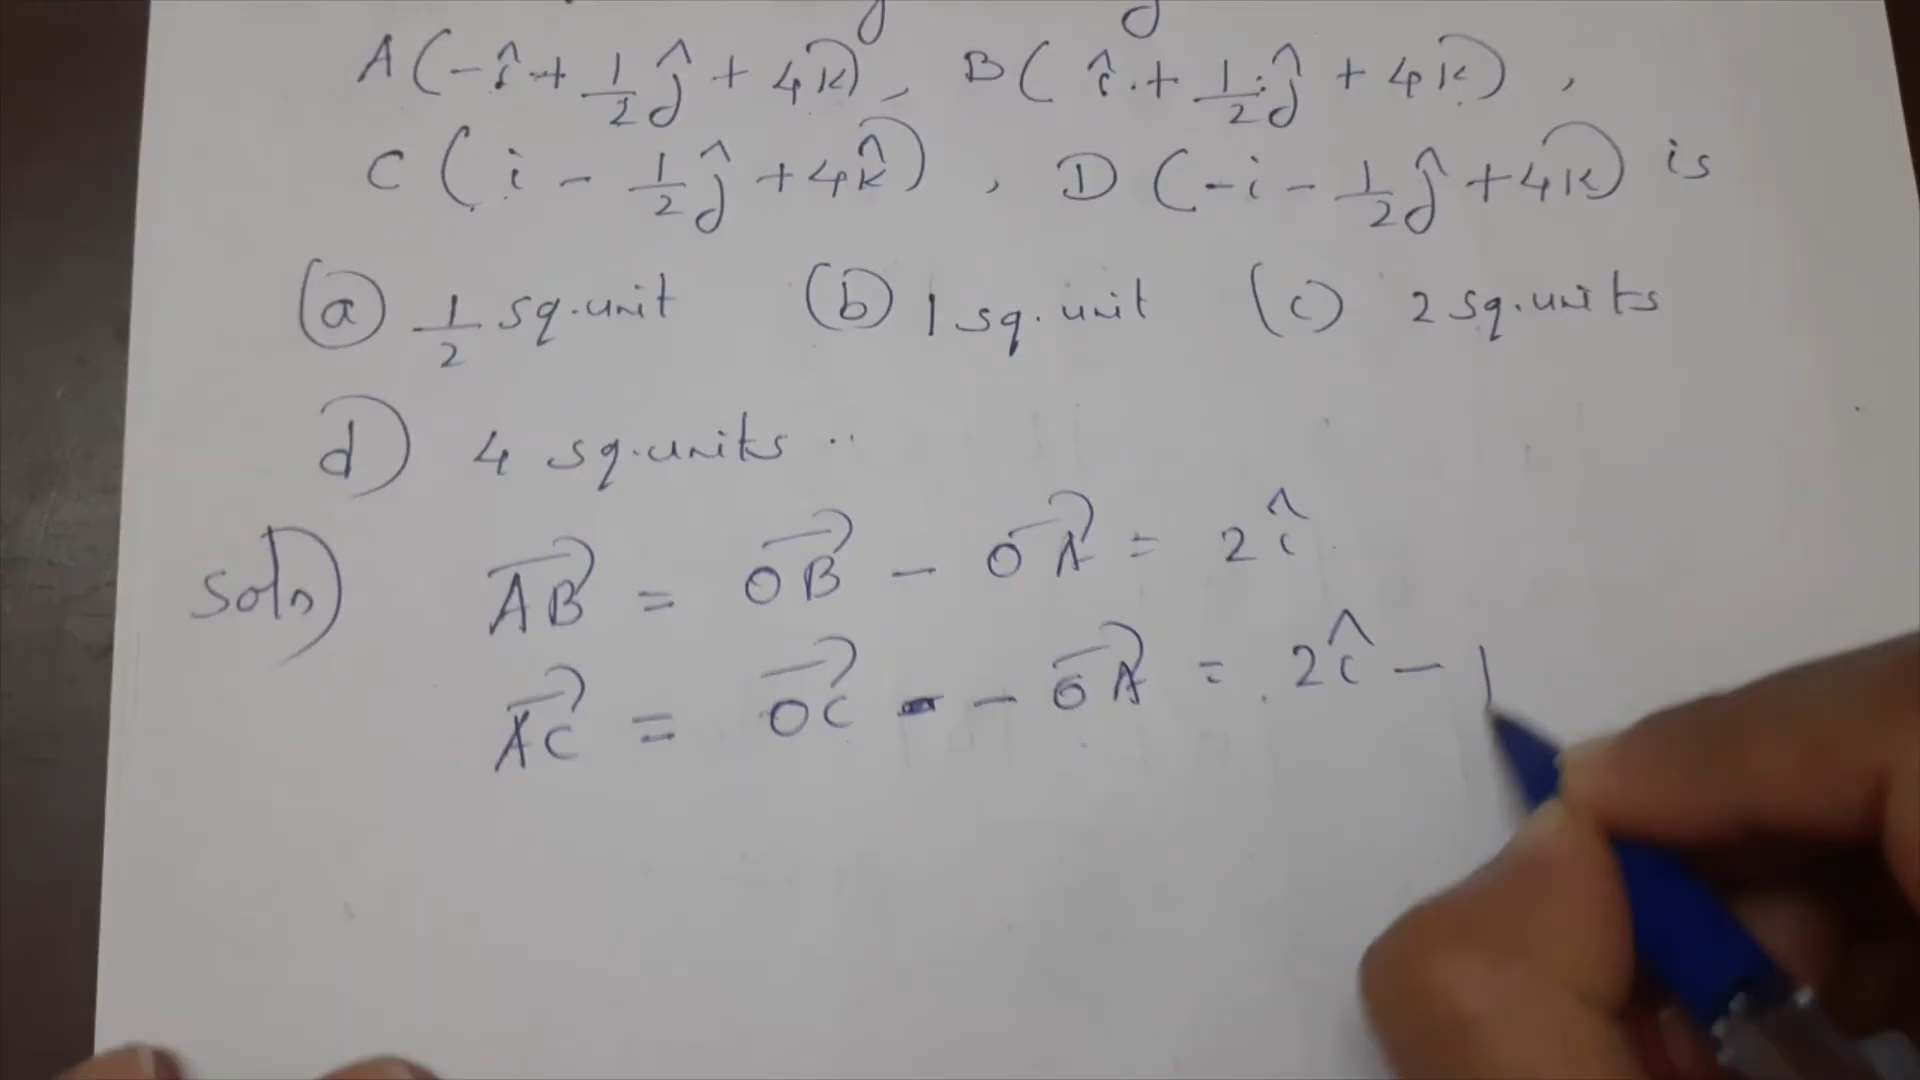 A(-î + 1/2 ĵ + 4k), B(î + 1/2 ĵ + 4k),
C(i - 1/2 ĵ + 4k̂), D(-i - 1/2 ĵ + 4k) is
(a) 1/2 sq.unit (b) 1 sq.unit (c) 2 sq.units
d) 4 sq.units..
Soln) AB⃗ = OB⃗ - OA⃗ = 2î
AC⃗ = OC⃗ - OA⃗ = 2î - 1